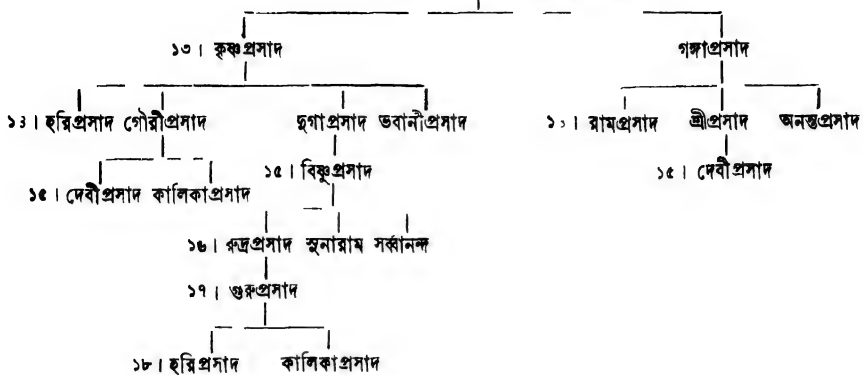 ১৩। কৃষ্ণপ্রসাদ গঙ্গাপ্রসাদ
১৪। হরিপ্রসাদ গৌরীপ্রসাদ দুর্গাপ্রসাদ ভবানীপ্রসাদ ১৪। রামপ্রসাদ শ্রীপ্রসাদ অনন্তপ্রসাদ
১৫। দেবীপ্রসাদ কালিকাপ্রসাদ ১৫। বিষ্ণুপ্রসাদ ১৫। দেবীপ্রসাদ
১৬। রুদ্রপ্রসাদ সুনারাম সর্ব্বানন্দ
১৭। গুরুপ্রসাদ
১৮। হরিপ্রসাদ কালিকাপ্রসাদ